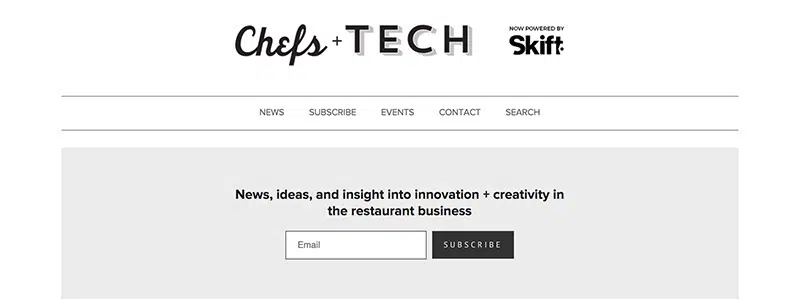 Chefs + TECH
NOW POWERED BY
Skift:
NEWS SUBSCRIBE EVENTS CONTACT SEARCH
News, ideas, and insight into innovation + creativity in
the restaurant business
Email SUBSCRIBE